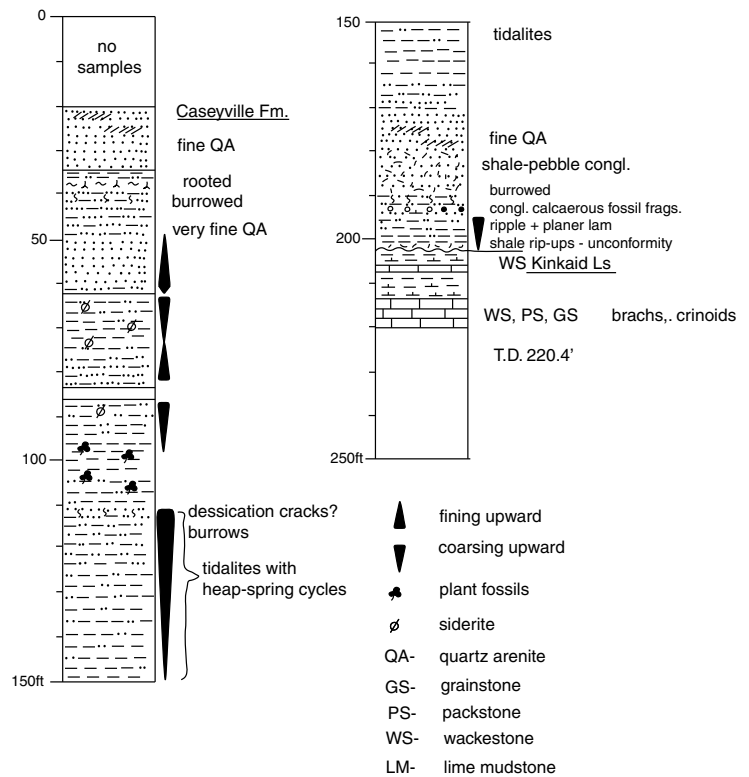 0
no
samples
Caseyville Fm.
fine QA
rooted
burrowed
very fine QA
50
100
dessication cracks?
burrows
tidalites with
heap-spring cycles
150ft
150
tidalites
fine QA
shale-pebble congl.
burrowed
congl. calcaerous fossil frags.
ripple + planer lam
200
shale rip-ups - unconformity
WS Kinkaid Ls
WS, PS, GS brachs,. crinoids
T.D. 220.4'
250ft
fining upward
coarsing upward
plant fossils
siderite
QA- quartz arenite
GS- grainstone
PS- packstone
WS- wackestone
LM- lime mudstone